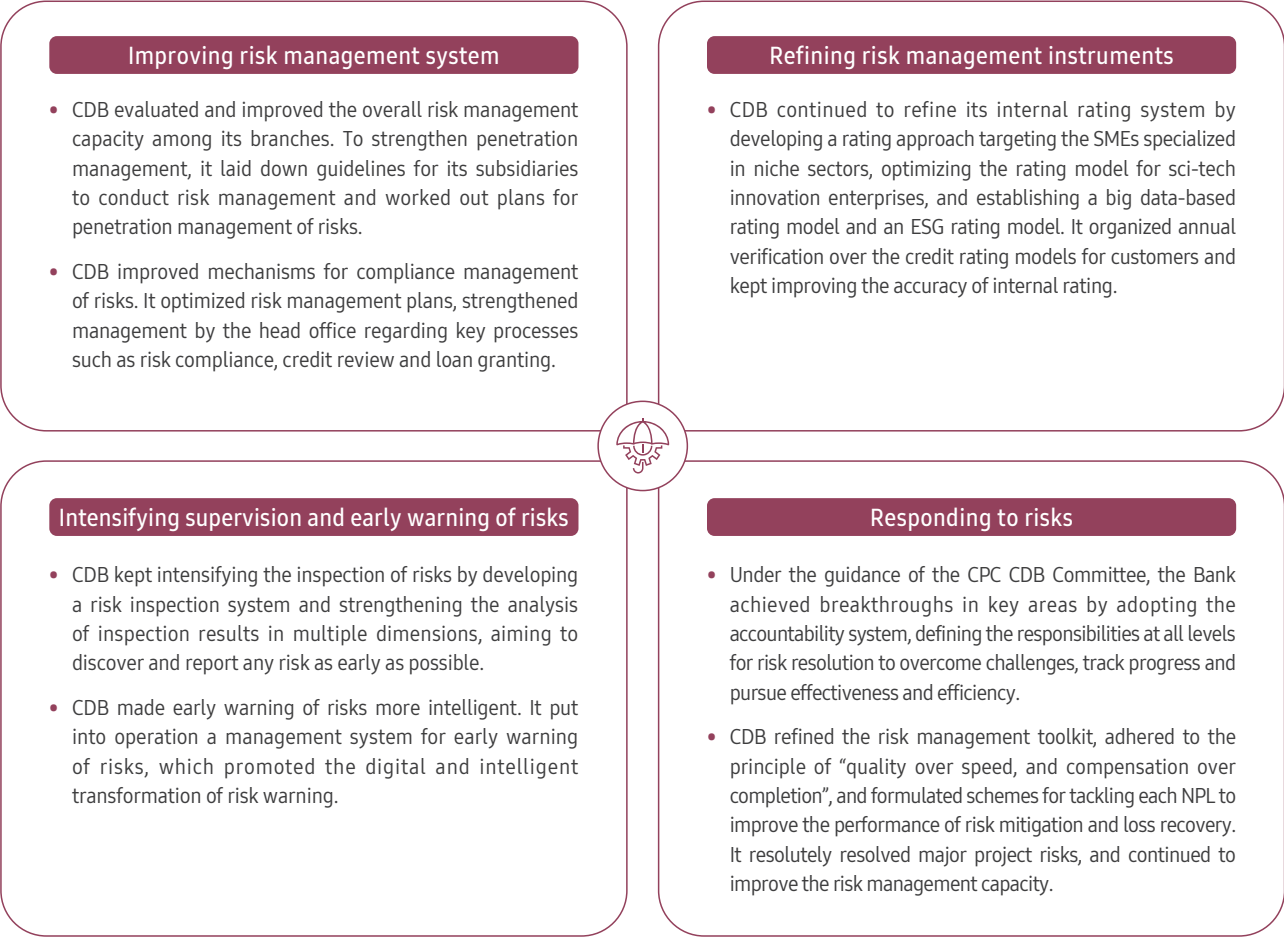 Improving risk management system
• CDB evaluated and improved the overall risk management
capacity among its branches. To strengthen penetration
management, it laid down guidelines for its subsidiaries
to conduct risk management and worked out plans for
penetration management of risks.
• CDB improved mechanisms for compliance management
of risks. It optimized risk management plans, strengthened
management by the head office regarding key processes
such as risk compliance, credit review and loan granting.
Refining risk management instruments
• CDB continued to refine its internal rating system by
developing a rating approach targeting the SMEs specialized
in niche sectors, optimizing the rating model for sci-tech
innovation enterprises, and establishing a big data-based
rating model and an ESG rating model. It organized annual
verification over the credit rating models for customers and
kept improving the accuracy of internal rating.
Intensifying supervision and early warning of risks
• CDB kept intensifying the inspection of risks by developing
a risk inspection system and strengthening the analysis
of inspection results in multiple dimensions, aiming to
discover and report any risk as early as possible.
• CDB made early warning of risks more intelligent. It put
into operation a management system for early warning
of risks, which promoted the digital and intelligent
transformation of risk warning.
Responding to risks
• Under the guidance of the CPC CDB Committee, the Bank
achieved breakthroughs in key areas by adopting the
accountability system, defining the responsibilities at all levels
for risk resolution to overcome challenges, track progress and
pursue effectiveness and efficiency.
• CDB refined the risk management toolkit, adhered to the
principle of “quality over speed, and compensation over
completion”, and formulated schemes for tackling each NPL to
improve the performance of risk mitigation and loss recovery.
It resolutely resolved major project risks, and continued to
improve the risk management capacity.